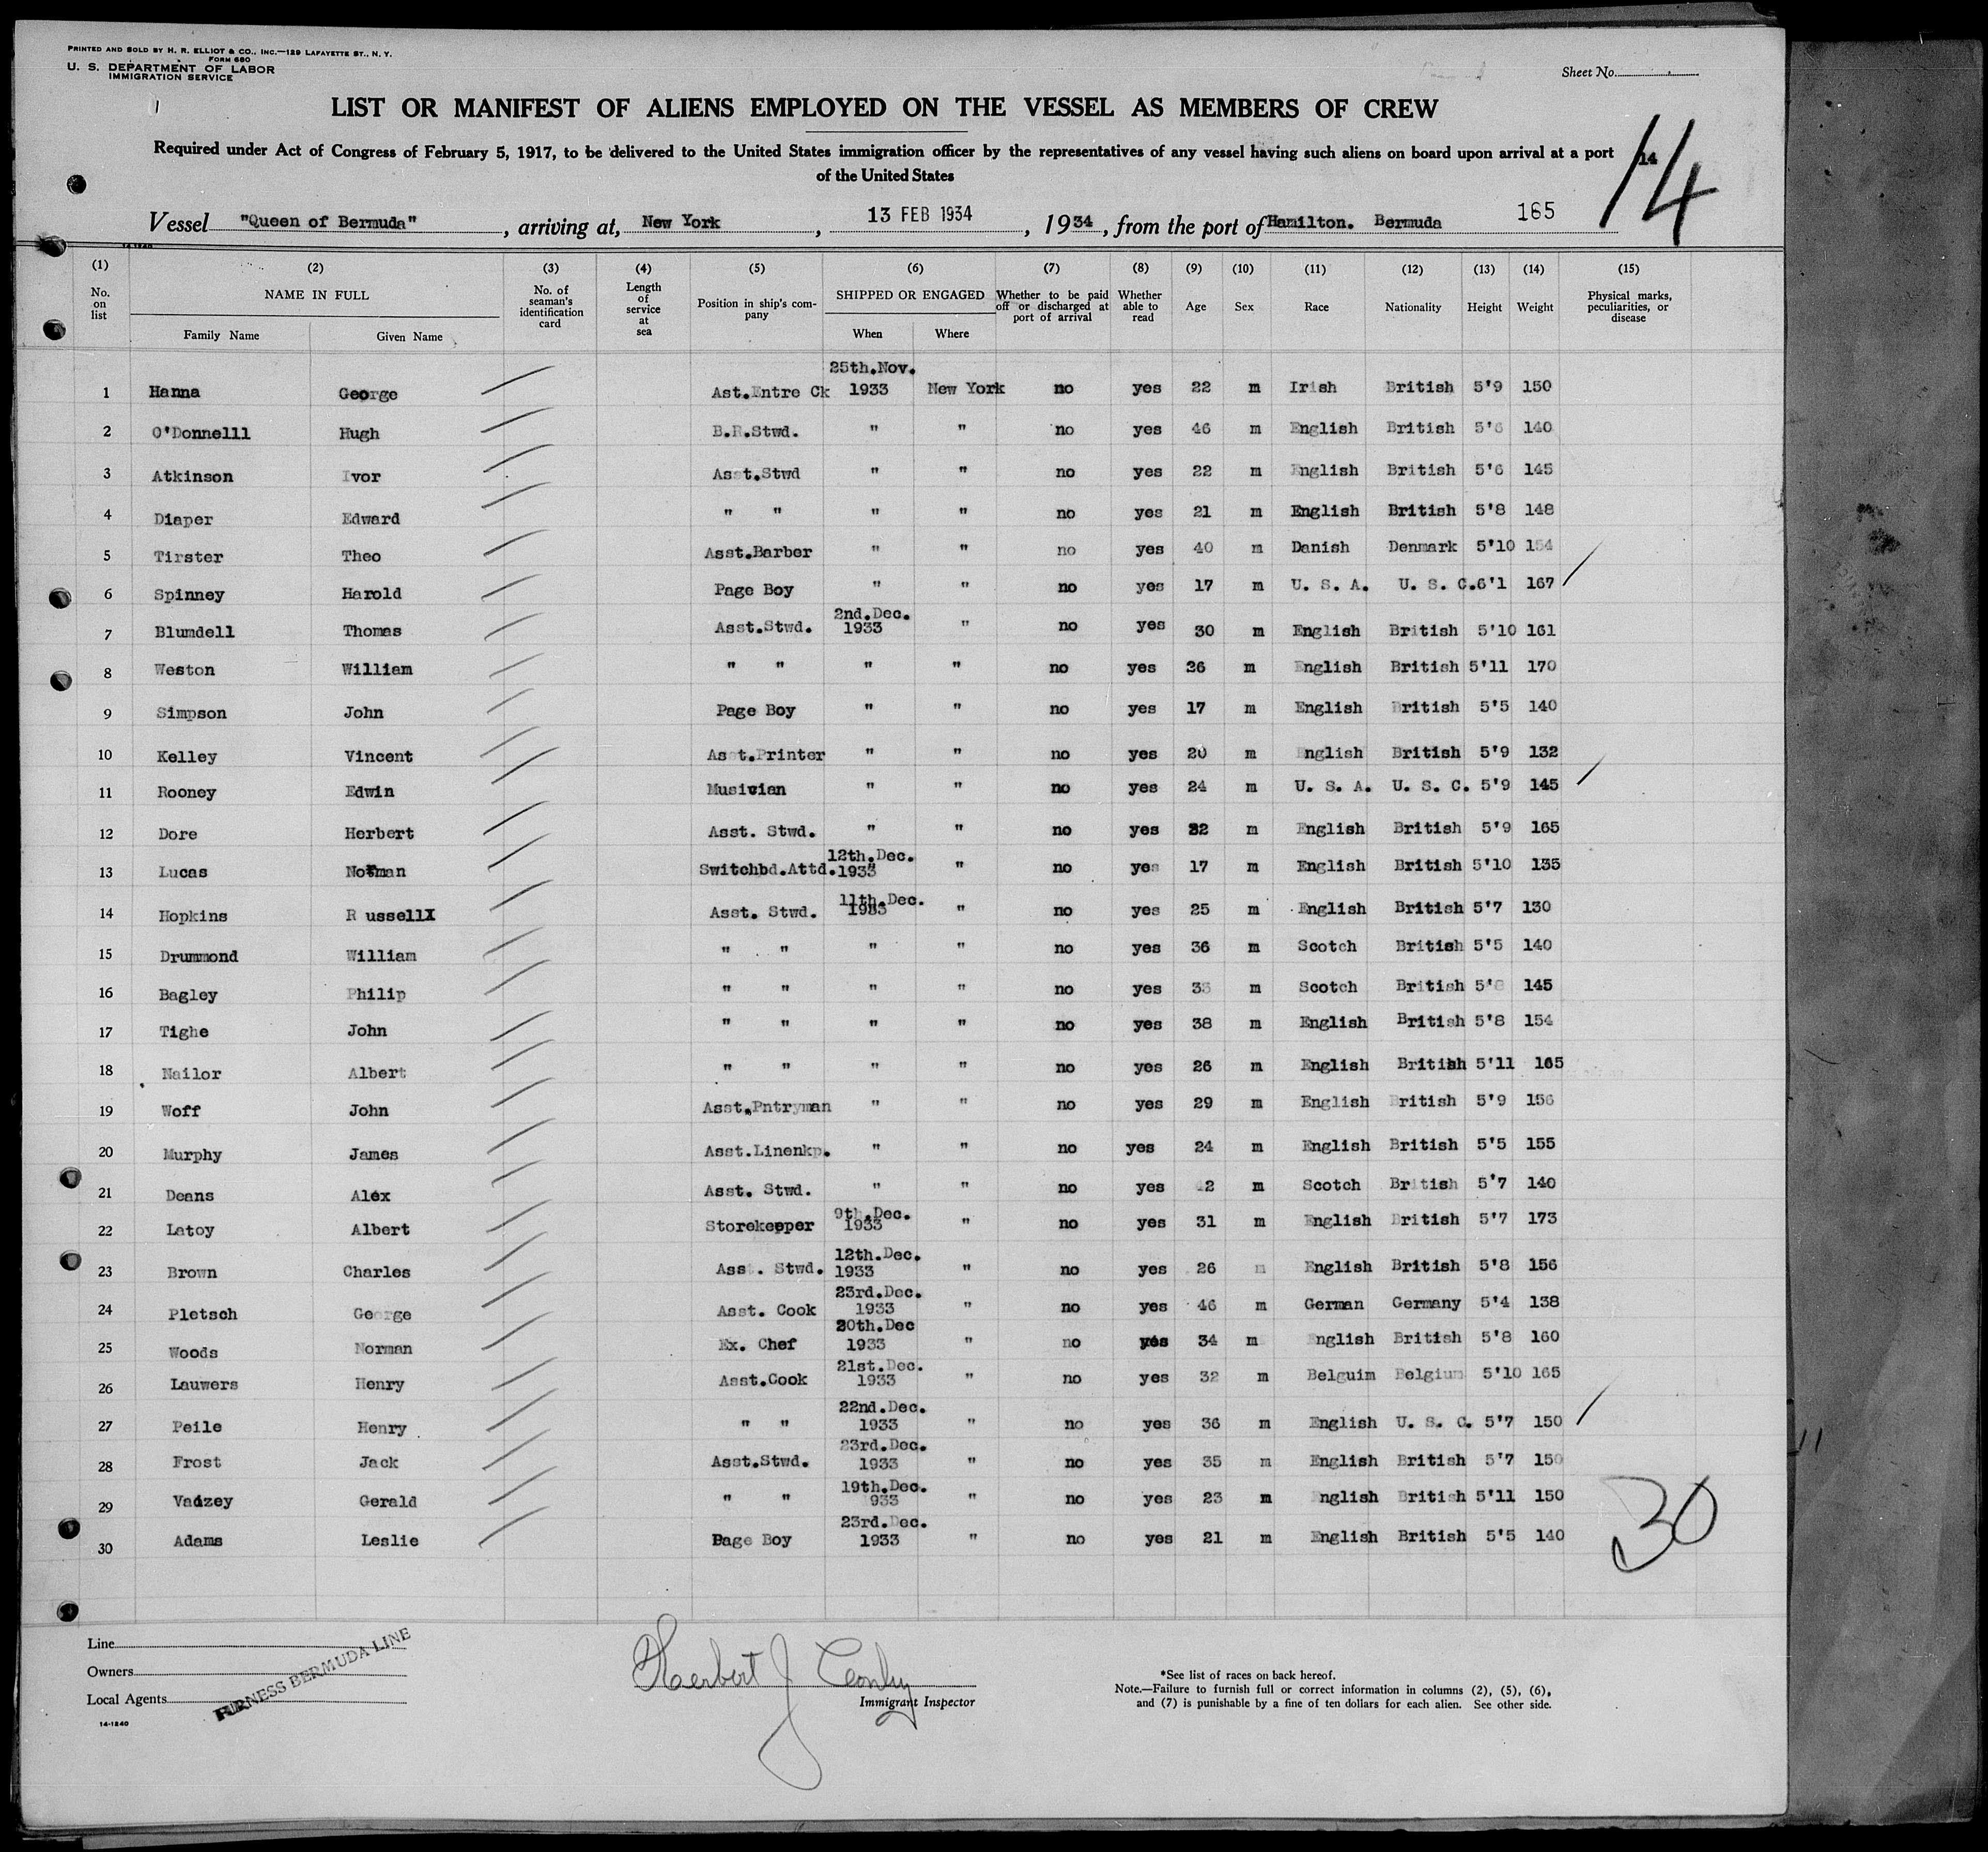 PRINTED AND SOLD BY H. R. ELLIOT & CO., INC.—129 LAFAYETTE ST., N. Y.
FORM 680
U. S. DEPARTMENT OF LABOR
IMMIGRATION SERVICE
Sheet No.
LIST OR MANIFEST OF ALIENS EMPLOYED ON THE VESSEL AS MEMBERS OF CREW
Required under Act of Congress of February 5, 1917, to be delivered to the United States immigration officer by the representatives of any vessel having such aliens on board upon arrival at a port
of the United States
14
14
Vessel "Queen of Bermuda", arriving at, New York, 13 FEB 1934, 1934, from the port of Hamilton. Bermuda 165
14-1240
(1) (2) (3) (4) (5) (6) (7) (8) (9) (10) (11) (12) (13) (14) (15)
No. on list NAME IN FULL Family Name Given Name No. of seaman's identification card Length of service at sea Position in ship's company SHIPPED OR ENGAGED When Where Whether to be paid off or discharged at port of arrival Whether able to read Age Sex Race Nationality Height Weight Physical marks, peculiarities, or disease
1 Hanna George Ast.Entre Ck 25th.Nov. 1933 New York no yes 22 m Irish British 5'9 150
2 O'Donnelll Hugh B.R.Stwd. " " no yes 46 m English British 5'6 140
3 Atkinson Ivor Asst.Stwd " " no yes 22 m English British 5'6 145
4 Diaper Edward " " " " no yes 21 m English British 5'8 148
5 Tirster Theo Asst.Barber " " no yes 40 m Danish Denmark 5'10 154
6 Spinney Harold Page Boy " " no yes 17 m U. S. A. U. S. C. 6'1 167
7 Blumdell Thomas Asst.Stwd. 2nd.Dec. 1933 " no yes 30 m English British 5'10 161
8 Weston William " " " " no yes 26 m English British 5'11 170
9 Simpson John Page Boy " " no yes 17 m English British 5'5 140
10 Kelley Vincent Asst.Printer " " no yes 20 m English British 5'9 132
11 Rooney Edwin Musician " " no yes 24 m U. S. A. U. S. C. 5'9 145
12 Dore Herbert Asst. Stwd. " " no yes 32 m English British 5'9 165
13 Lucas Norman Switchbd.Attd. 12th.Dec. 1933 " no yes 17 m English British 5'10 135
14 Hopkins R ussellX Asst. Stwd. 11th.Dec. 1933 " no yes 25 m English British 5'7 130
15 Drummond William " " " " no yes 36 m Scotch British 5'5 140
16 Bagley Philip " " " " no yes 33 m Scotch British 5'8 145
17 Tighe John " " " " no yes 38 m English British 5'8 154
18 Nailor Albert " " " " no yes 26 m English British 5'11 165
19 Woff John Asst.Pntryman " " no yes 29 m English British 5'9 156
20 Murphy James Asst.Linenkp. " " no yes 24 m English British 5'5 155
21 Deans Alex Asst. Stwd. " " no yes 42 m Scotch British 5'7 140
22 Latoy Albert Storekeeper 9th.Dec. 1933 " no yes 31 m English British 5'7 173
23 Brown Charles Asst. Stwd. 12th.Dec. 1933 " no yes 26 m English British 5'8 156
24 Pletsch George Asst. Cook 23rd.Dec. 1933 " no yes 46 m German Germany 5'4 138
25 Woods Norman Ex. Chef 20th.Dec 1933 " no yes 34 m English British 5'8 160
26 Lauwers Henry Asst.Cook 21st.Dec. 1933 " no yes 32 m Belguim Belgium 5'10 165
27 Peile Henry " " 22nd.Dec. 1933 " no yes 36 m English U. S. C. 5'7 150
28 Frost Jack Asst.Stwd. 23rd.Dec. 1933 " no yes 35 m English British 5'7 150
29 Vadzey Gerald " " 19th.Dec. 933 " no yes 23 m English British 5'11 150
30 Adams Leslie Page Boy 23rd.Dec. 1933 " no yes 21 m English British 5'5 140
30
Line
Owners
Local Agents
FURNESS BERMUDA LINE
14-1240
Herbert J
Immigrant Inspector
*See list of races on back hereof.
Note.—Failure to furnish full or correct information in columns (2), (5), (6),
and (7) is punishable by a fine of ten dollars for each alien. See other side.